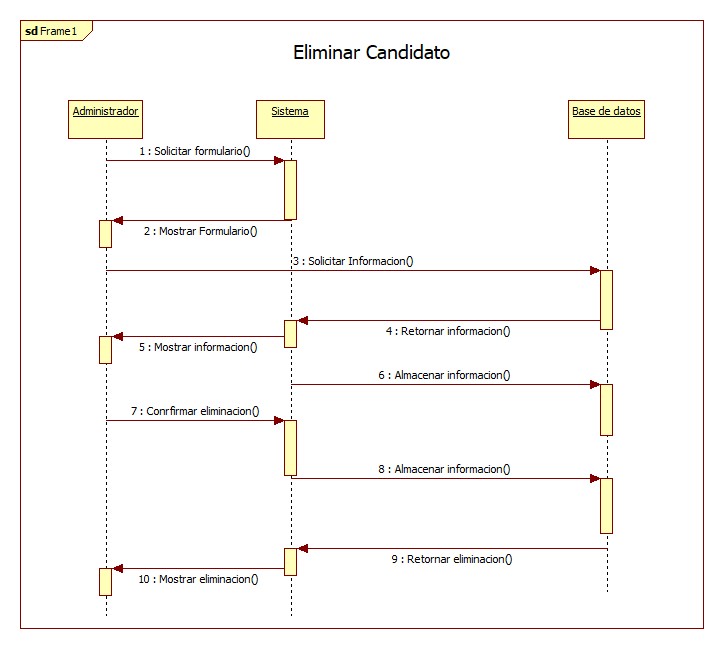 sd Frame1
Eliminar Candidato
Administrador
Sistema
Base de datos
1 : Solicitar formulario()
2 : Mostrar Formulario()
3 : Solicitar Informacion()
4 : Retornar informacion()
5 : Mostrar informacion()
6 : Almacenar informacion()
7 : Conrfirmar eliminacion()
8 : Almacenar informacion()
9 : Retornar eliminacion()
10 : Mostrar eliminacion()